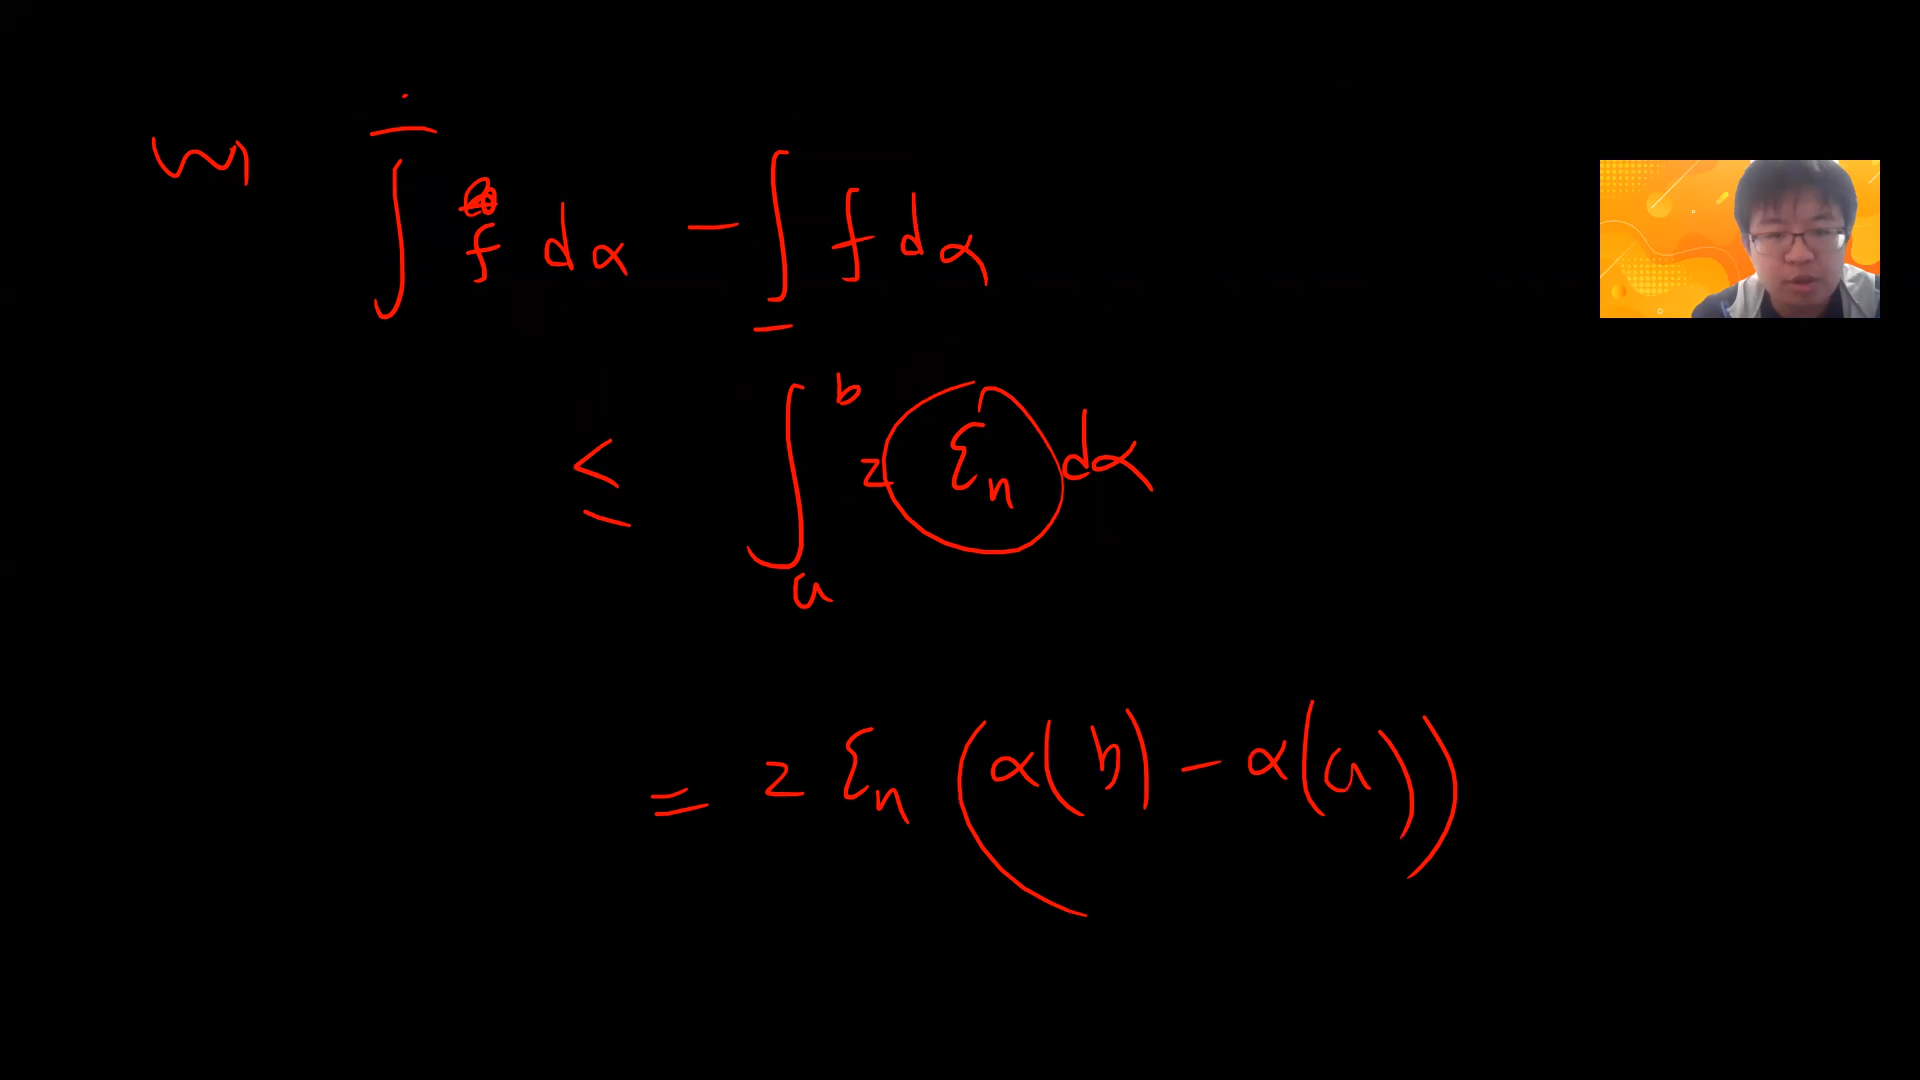 ∫̅ f dα − ∫̲ f dα
≤ ∫_a^b 2 ε_n dα
= 2 ε_n (α(b) − α(a))